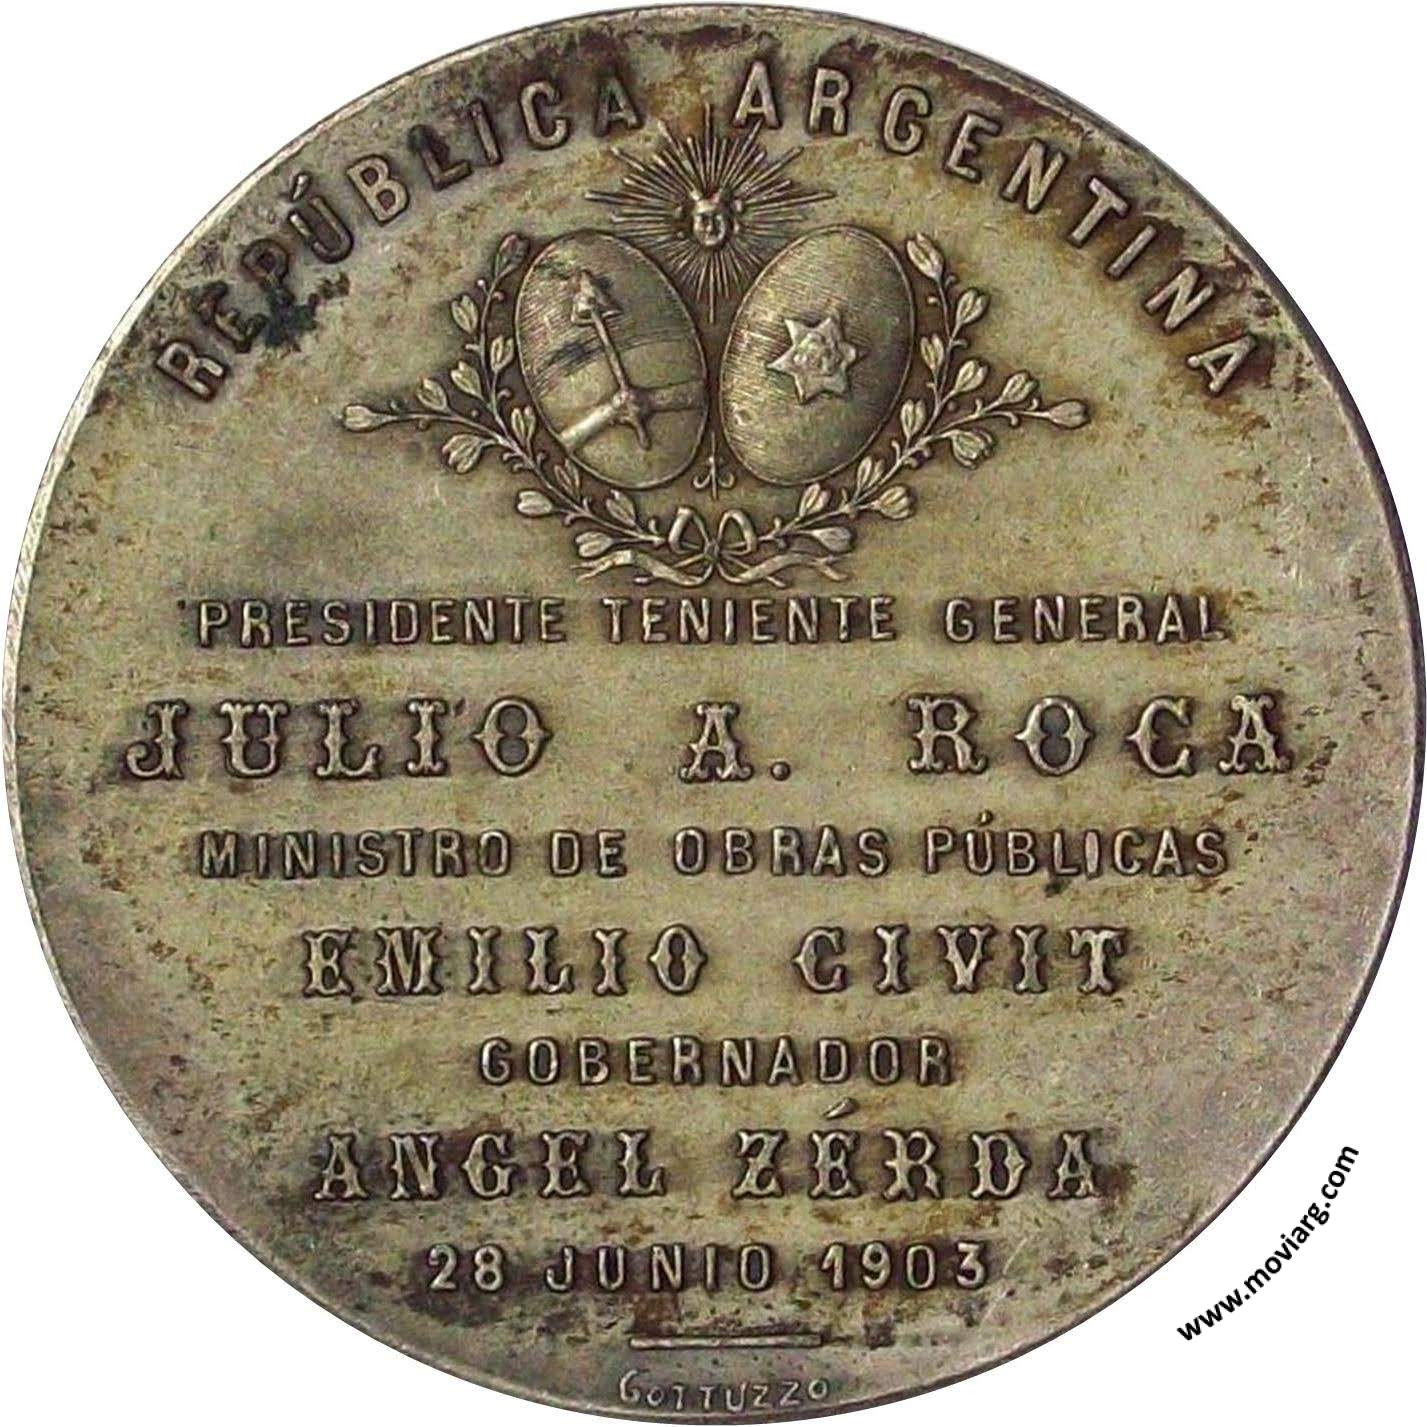 REPÚBLICA ARGENTINA
PRESIDENTE TENIENTE GENERAL
JULIO A. ROCA
MINISTRO DE OBRAS PÚBLICAS
EMILIO CIVIT
GOBERNADOR
ANGEL ZÉRDA
28 JUNIO 1903
GOTTUZZO
www.moviarg.com